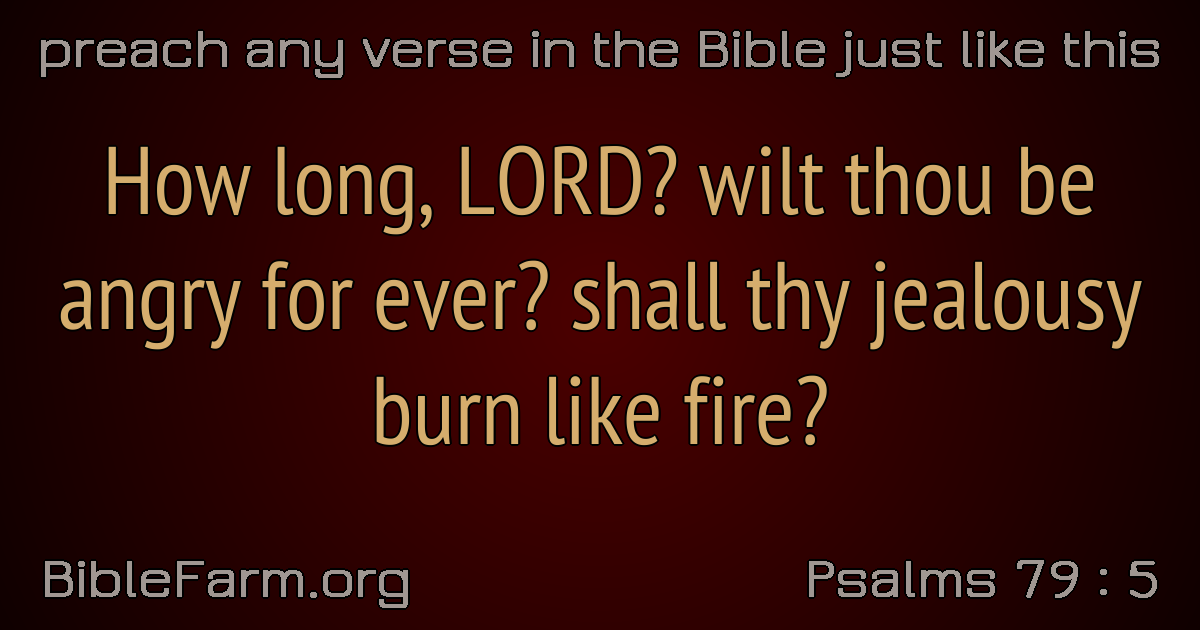 preach any verse in the Bible just like this
How long, LORD? wilt thou be
angry for ever? shall thy jealousy
burn like fire?
BibleFarm.org
Psalms 79 : 5